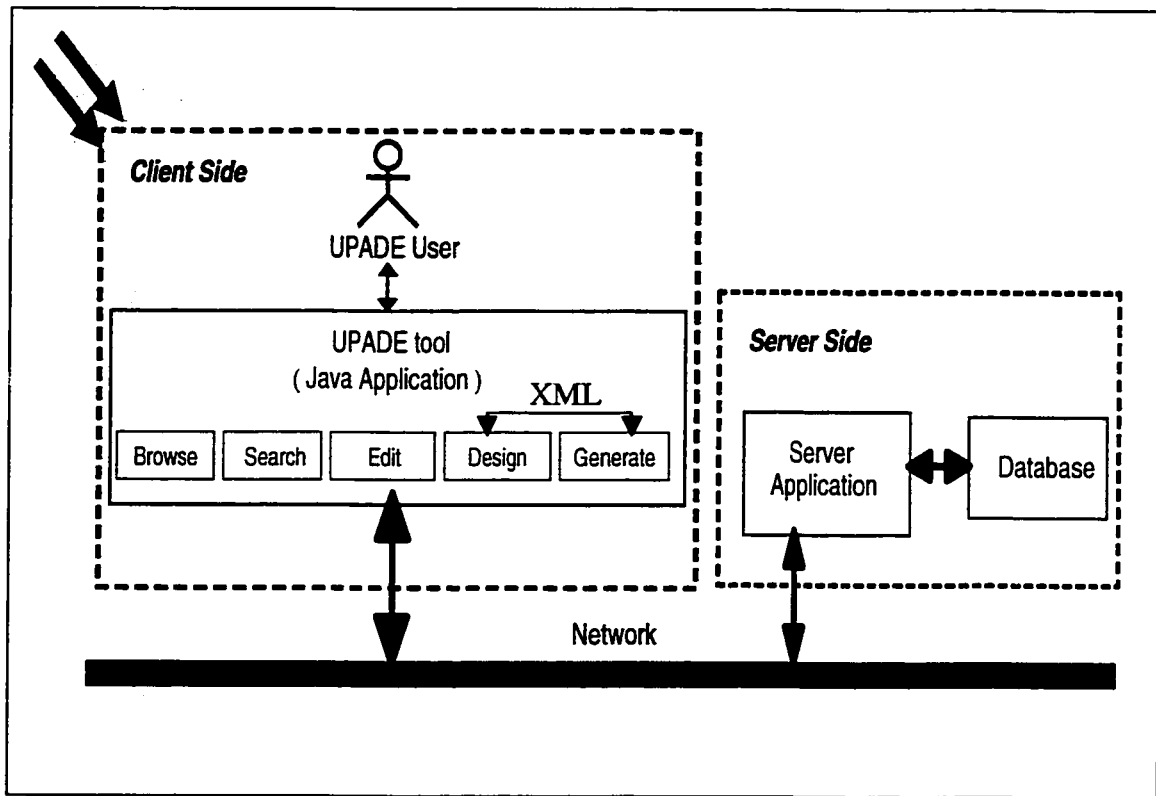 Client Side
UPADE User
UPADE tool
( Java Application )
XML
Browse
Search
Edit
Design
Generate
Server Side
Server
Application
Database
Network